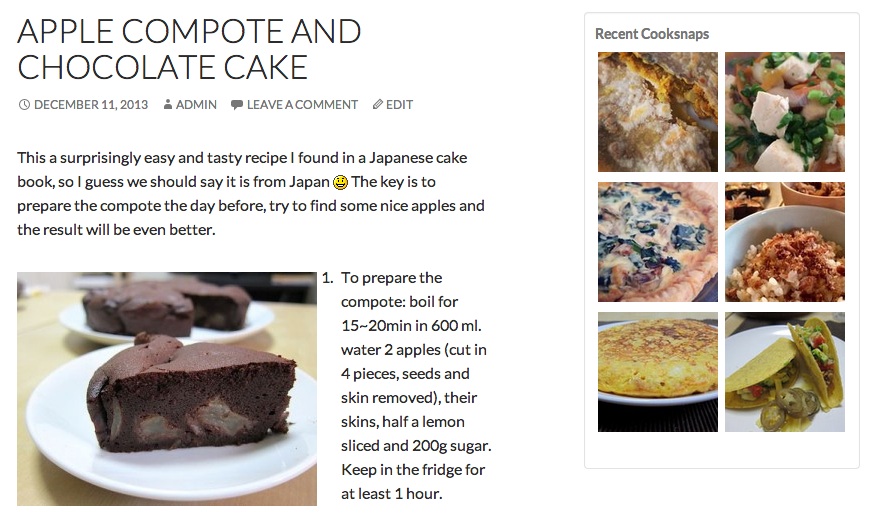 APPLE COMPOTE AND
CHOCOLATE CAKE
DECEMBER 11, 2013 ADMIN LEAVE A COMMENT EDIT
This a surprisingly easy and tasty recipe I found in a Japanese cake
book, so I guess we should say it is from Japan 😀 The key is to
prepare the compote the day before, try to find some nice apples and
the result will be even better.
1. To prepare the
compote: boil for
15~20min in 600 ml.
water 2 apples (cut in
4 pieces, seeds and
skin removed), their
skins, half a lemon
sliced and 200g sugar.
Keep in the fridge for
at least 1 hour.
Recent Cooksnaps